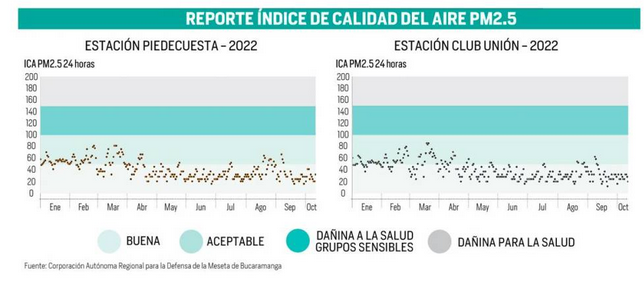 REPORTE ÍNDICE DE CALIDAD DEL AIRE PM2.5
ESTACIÓN PIEDECUESTA – 2022
ICA PM2.5 24 horas
200
180
160
140
120
100
80
60
40
20
0
Ene Feb Mar Abr May Jun Jul Ago Sep Oct
ESTACIÓN CLUB UNIÓN – 2022
ICA PM2.5 24 horas
200
180
160
140
120
100
80
60
40
20
0
Ene Feb Mar Abr May Jun Jul Ago Sep Oct
BUENA
ACEPTABLE
DAÑINA A LA SALUD
GRUPOS SENSIBLES
DAÑINA PARA LA SALUD
Fuente: Corporación Autónoma Regional para la Defensa de la Meseta de Bucaramanga